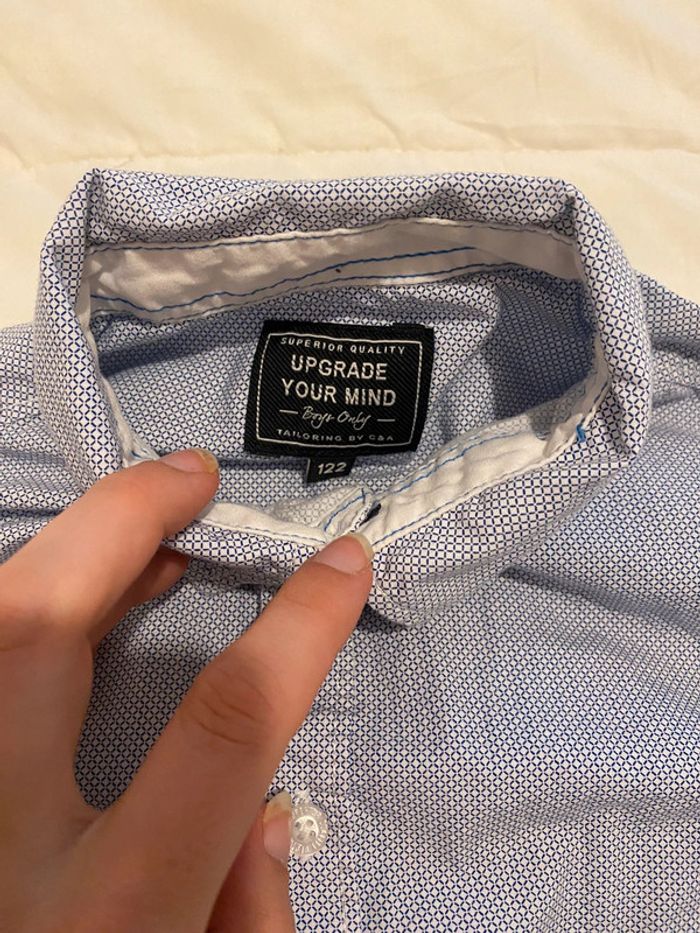 SUPERIOR QUALITY
UPGRADE
YOUR MIND
Boys Only
TAILORING BY C&A
122